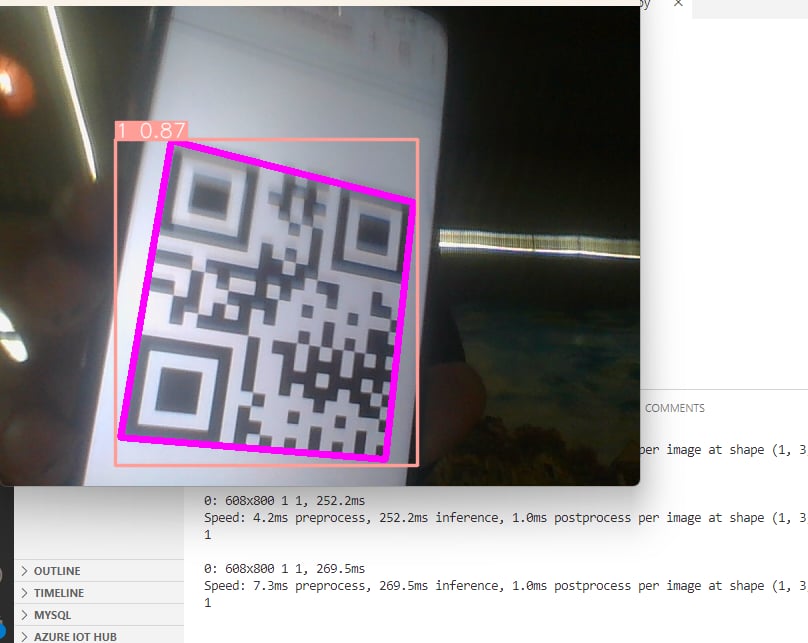 py ×
1 0.87
COMMENTS
per image at shape (1, 3
0: 608x800 1 1, 252.2ms
Speed: 4.2ms preprocess, 252.2ms inference, 1.0ms postprocess per image at shape (1, 3
1
0: 608x800 1 1, 269.5ms
Speed: 7.3ms preprocess, 269.5ms inference, 1.0ms postprocess per image at shape (1, 3
1
OUTLINE
TIMELINE
MYSQL
AZURE IOT HUB